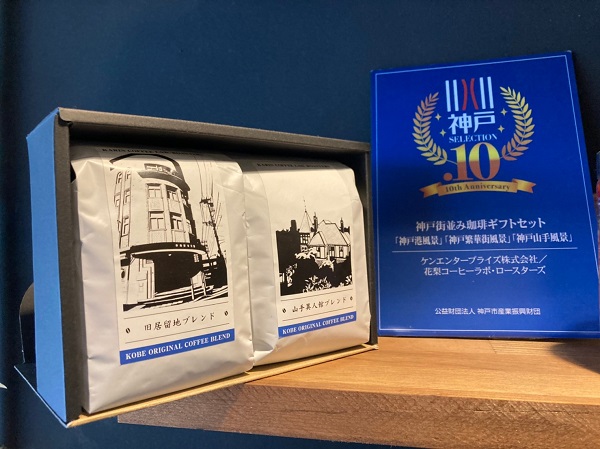 KOBE ORIGINAL COFFEE BLEND
旧居留地ブレンド
KOBE ORIGINAL COFFEE BLEND
山手異人館ブレンド
神戸
SELECTION
.10
10th Anniversary
神戸街並み珈琲ギフトセット
「神戸港風景」「神戸繁華街風景」「神戸山手風景」
ケンエンタープライズ株式会社/
花梨コーヒーラボ・ロースターズ
公益財団法人 神戸市産業振興財団